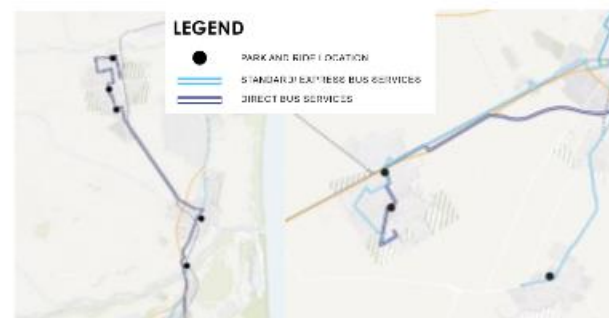 LEGEND
PARK AND RIDE LOCATION
STANDARD/ EXPRESS BUS SERVICES
DIRECT BUS SERVICES